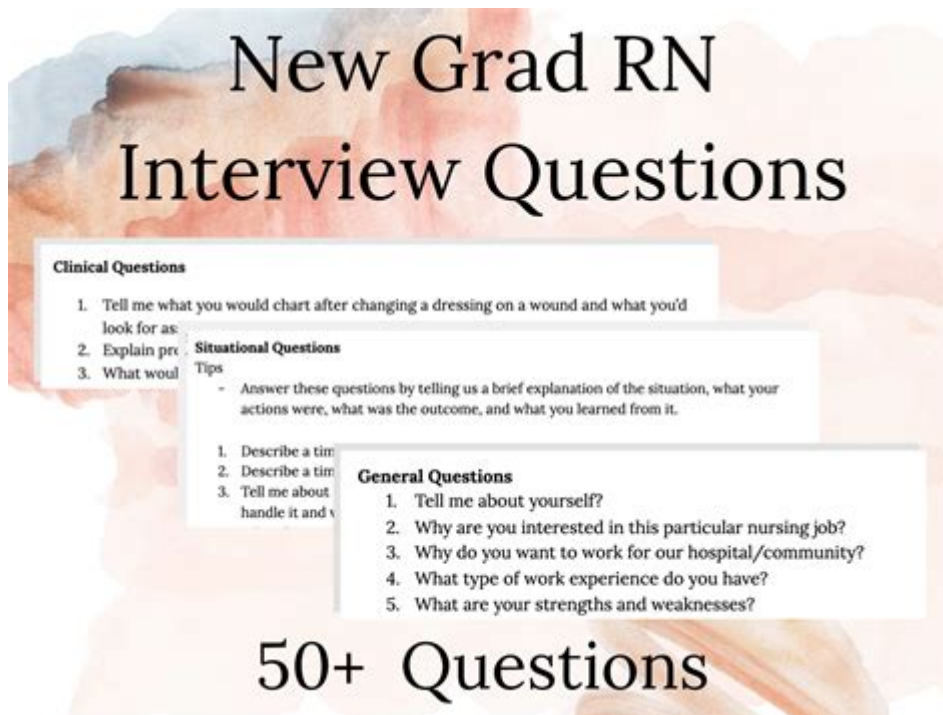 New Grad RN
Interview Questions
Clinical Questions
1. Tell me what you would chart after changing a dressing on a wound and what you'd
look for as
2. Explain
3. What
Situational Questions
Tips
- Answer these questions by telling us a brief explanation of the situation, what your
actions were, what was the outcome, and what you learned from it.
1. Describe a
2. Describe a
3. Tell me about
handle it and
General Questions
1. Tell me about yourself?
2. Why are you interested in this particular nursing job?
3. Why do you want to work for our hospital/community?
4. What type of work experience do you have?
5. What are your strengths and weaknesses?
50+ Questions